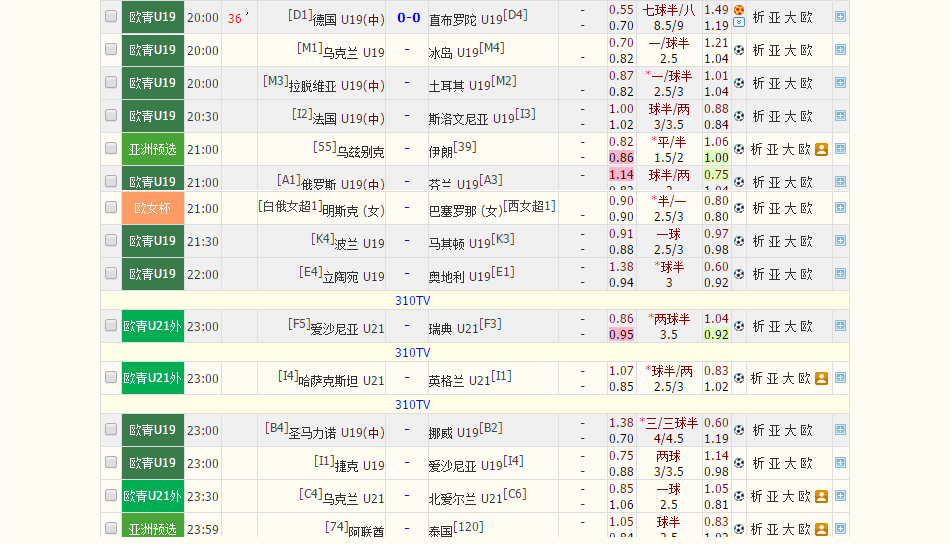 欧青U19 20:00 36′ [D1]德国 U19(中) 0-0 直布罗陀 U19[D4] - 0.55 七球半/八 1.49 析 亚 大 欧
- 0.70 8.5/9 1.19
欧青U19 20:00 [M1]乌克兰 U19 - 冰岛 U19[M4] - 0.70 一/球半 1.21 析 亚 大 欧
- 0.82 2.5 1.04
欧青U19 20:00 [M3]拉脱维亚 U19(中) - 土耳其 U19[M2] - 0.87 *一/球半 1.01 析 亚 大 欧
- 0.82 2.5/3 1.04
欧青U19 20:30 [I2]法国 U19(中) - 斯洛文尼亚 U19[I3] - 1.00 球半/两 0.88 析 亚 大 欧
- 1.02 3/3.5 0.84
亚洲预选 21:00 [55]乌兹别克 - 伊朗[39] - 0.82 *平/半 1.06 析 亚 大 欧
- 0.86 1.5/2 1.00
欧青U19 21:00 [A1]俄罗斯 U19(中) - 芬兰 U19[A3] - 1.14 球半/两 0.75 析 亚 大 欧
欧女杯 21:00 [白俄女超1]明斯克 (女) - 巴塞罗那 (女)[西女超1] - 0.90 *半/一 0.80 析 亚 大 欧
- 0.90 2.5/3 0.80
欧青U19 21:30 [K4]波兰 U19 - 马其顿 U19[K3] - 0.91 一球 0.97 析 亚 大 欧
- 0.88 2.5/3 0.98
欧青U19 22:00 [E4]立陶宛 U19 - 奥地利 U19[E1] - 1.38 *球半 0.60 析 亚 大 欧
- 0.94 3 0.92
310TV
欧青U21外 23:00 [F5]爱沙尼亚 U21 - 瑞典 U21[F3] - 0.86 *两球半 1.04 析 亚 大 欧
- 0.95 3.5 0.92
310TV
欧青U21外 23:00 [I4]哈萨克斯坦 U21 - 英格兰 U21[I1] - 1.07 *球半/两 0.83 析 亚 大 欧
- 0.85 2.5/3 1.02
310TV
欧青U19 23:00 [B4]圣马力诺 U19(中) - 挪威 U19[B2] - 1.38 *三/三球半 0.60 析 亚 大 欧
- 0.70 4/4.5 1.19
欧青U19 23:00 [I1]捷克 U19 - 爱沙尼亚 U19[I4] - 0.75 两球 1.14 析 亚 大 欧
- 0.88 3/3.5 0.98
欧青U21外 23:30 [C4]乌克兰 U21 - 北爱尔兰 U21[C6] - 0.85 一球 1.05 析 亚 大 欧
- 1.06 2.5 0.81
亚洲预选 23:59 [74]阿联酋 - 泰国[120] - 1.05 球半 0.83 析 亚 大 欧